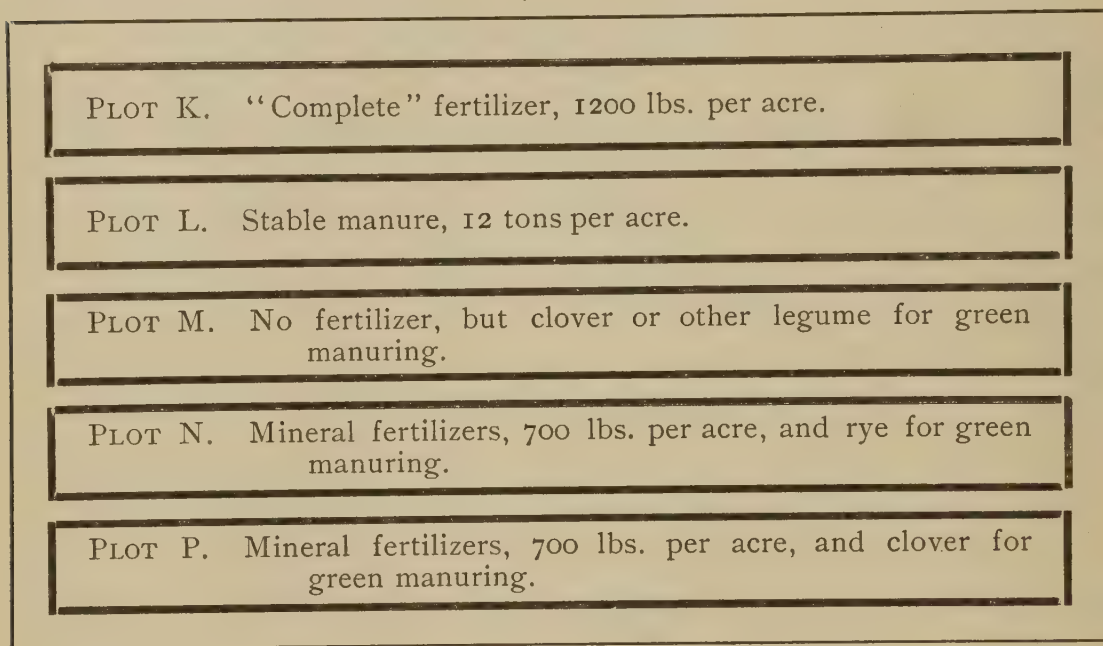 PLOT K. "Complete" fertilizer, 1200 lbs. per acre.
PLOT L. Stable manure, 12 tons per acre.
PLOT M. No fertilizer, but clover or other legume for green
manuring.
PLOT N. Mineral fertilizers, 700 lbs. per acre, and rye for green
manuring.
PLOT P. Mineral fertilizers, 700 lbs. per acre, and clover for
green manuring.